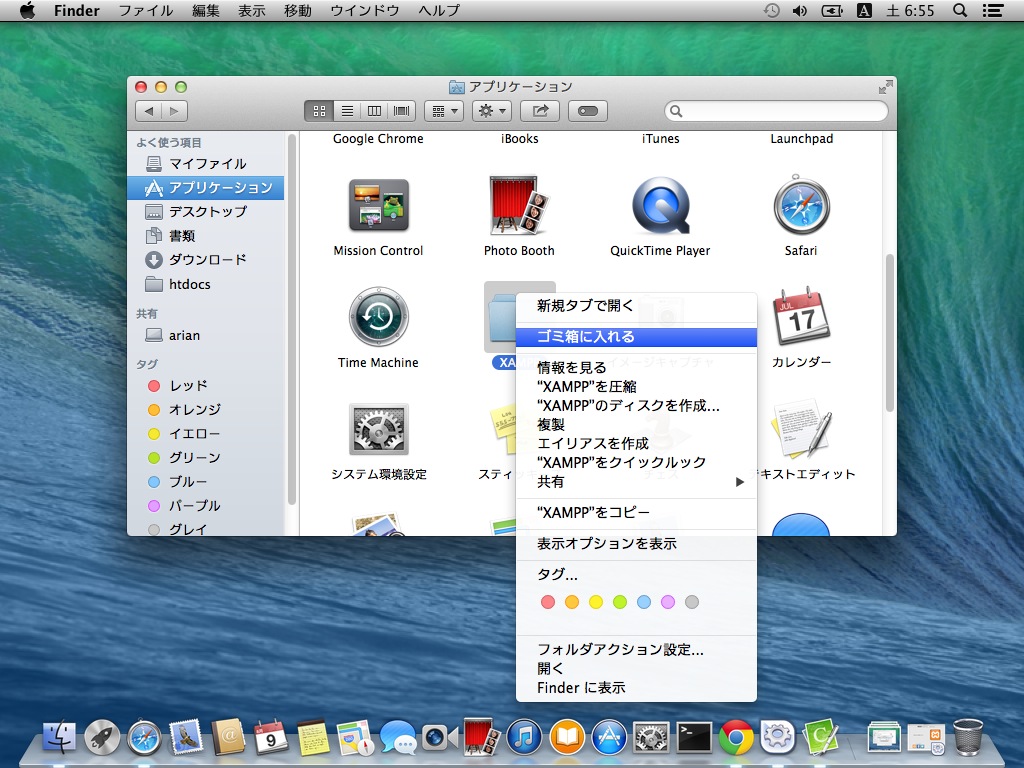 Finder ファイル 編集 表示 移動 ウインドウ ヘルプ
A 土 6:55
アプリケーション
よく使う項目
マイファイル
アプリケーション
デスクトップ
書類
ダウンロード
htdocs
共有
arian
タグ
レッド
オレンジ
イエロー
グリーン
ブルー
パープル
グレイ
Google Chrome iBooks iTunes Launchpad
Mission Control Photo Booth QuickTime Player Safari
JUL
17
Time Machine XA イメージキャプチャ カレンダー
システム環境設定 スティッキ チェス テキストエディット
新規タブで開く
ゴミ箱に入れる
情報を見る
“XAMPP”を圧縮
“XAMPP”のディスクを作成...
複製
エイリアスを作成
“XAMPP”をクイックルック
共有
“XAMPP”をコピー
表示オプションを表示
タグ...
フォルダアクション設定...
開く
Finder に表示
9